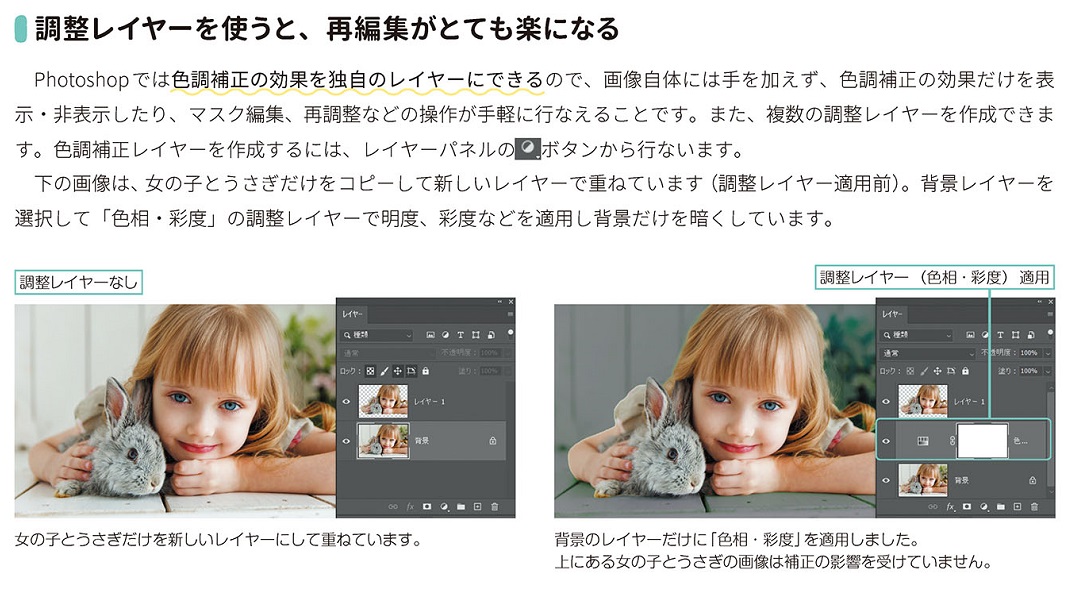 調整レイヤーを使うと、再編集がとても楽になる
Photoshopでは色調補正の効果を独自のレイヤーにできるので、画像自体には手を加えず、色調補正の効果だけを表
示・非表示したり、マスク編集、再調整などの操作が手軽に行なえることです。また、複数の調整レイヤーを作成できま
す。色調補正レイヤーを作成するには、レイヤーパネルのボタンから行ないます。
下の画像は、女の子とうさぎだけをコピーして新しいレイヤーで重ねています（調整レイヤー適用前）。背景レイヤーを
選択して「色相・彩度」の調整レイヤーで明度、彩度などを適用し背景だけを暗くしています。
調整レイヤーなし
レイヤー
種類
通常 不透明度：100%
ロック： 塗り：100%
レイヤー 1
背景
fx
女の子とうさぎだけを新しいレイヤーにして重ねています。
調整レイヤー（色相・彩度）適用
レイヤー
種類
通常 不透明度：100%
ロック： 塗り：100%
レイヤー 1
色...
背景
fx
背景のレイヤーだけに「色相・彩度」を適用しました。
上にある女の子とうさぎの画像は補正の影響を受けていません。